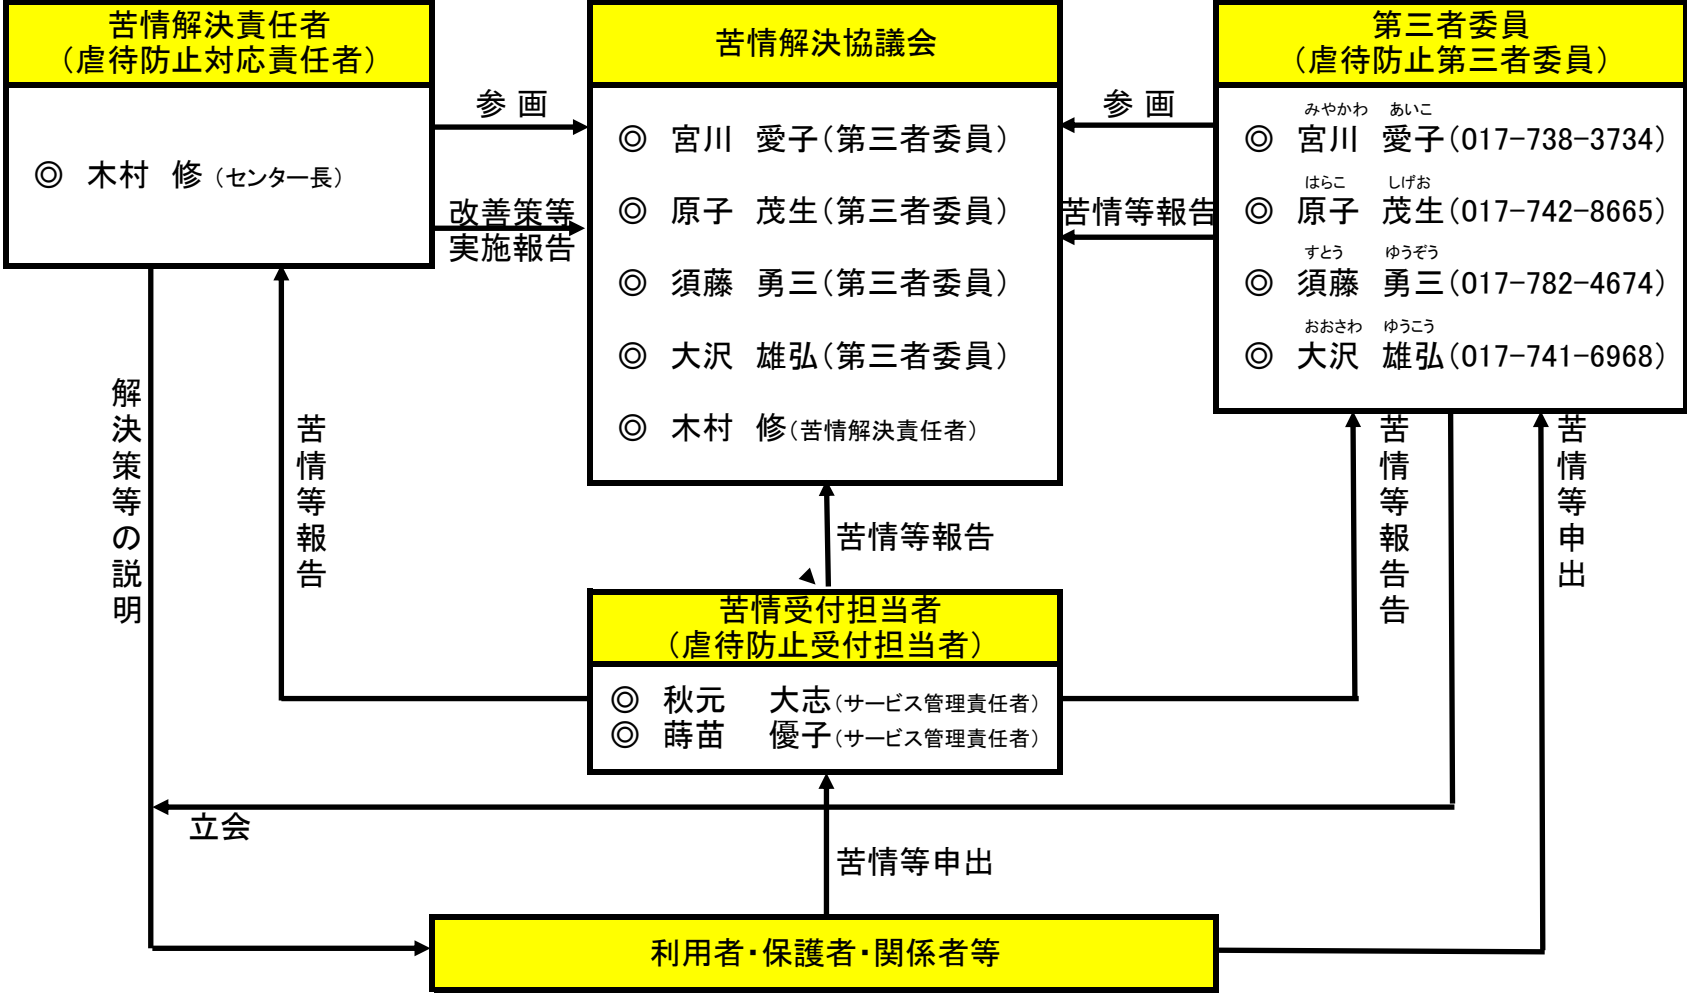 苦情解決責任者
（虐待防止対応責任者）
◎ 木村 修（センター長）
参 画
改善策等
実施報告
苦情解決協議会
◎ 宮川 愛子（第三者委員）
◎ 原子 茂生（第三者委員）
◎ 須藤 勇三（第三者委員）
◎ 大沢 雄弘（第三者委員）
◎ 木村 修（苦情解決責任者）
参 画
苦情等報告
第三者委員
（虐待防止第三者委員）
みやかわ あいこ
◎ 宮川 愛子（017-738-3734）
はらこ しげお
◎ 原子 茂生（017-742-8665）
すとう ゆうぞう
◎ 須藤 勇三（017-782-4674）
おおさわ ゆうこう
◎ 大沢 雄弘（017-741-6968）
解決策等の説明
苦情等報告
苦情等報告
苦情等報告告
苦情等申出
苦情受付担当者
（虐待防止受付担当者）
◎ 秋元 大志（サービス管理責任者）
◎ 蒔苗 優子（サービス管理責任者）
立会
苦情等申出
利用者・保護者・関係者等